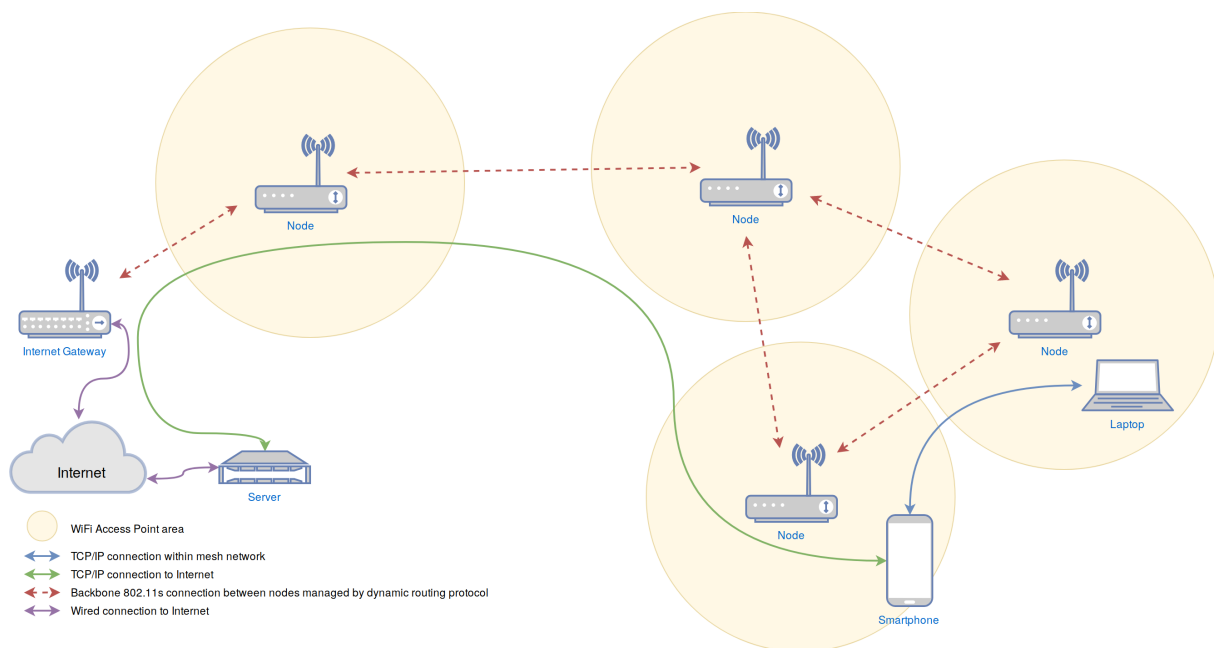 Node
Node
Node
Internet Gateway
Laptop
Internet
Server
Node
WiFi Access Point area
TCP/IP connection within mesh network
TCP/IP connection to Internet
Backbone 802.11s connection between nodes managed by dynamic routing protocol
Wired connection to Internet
Smartphone